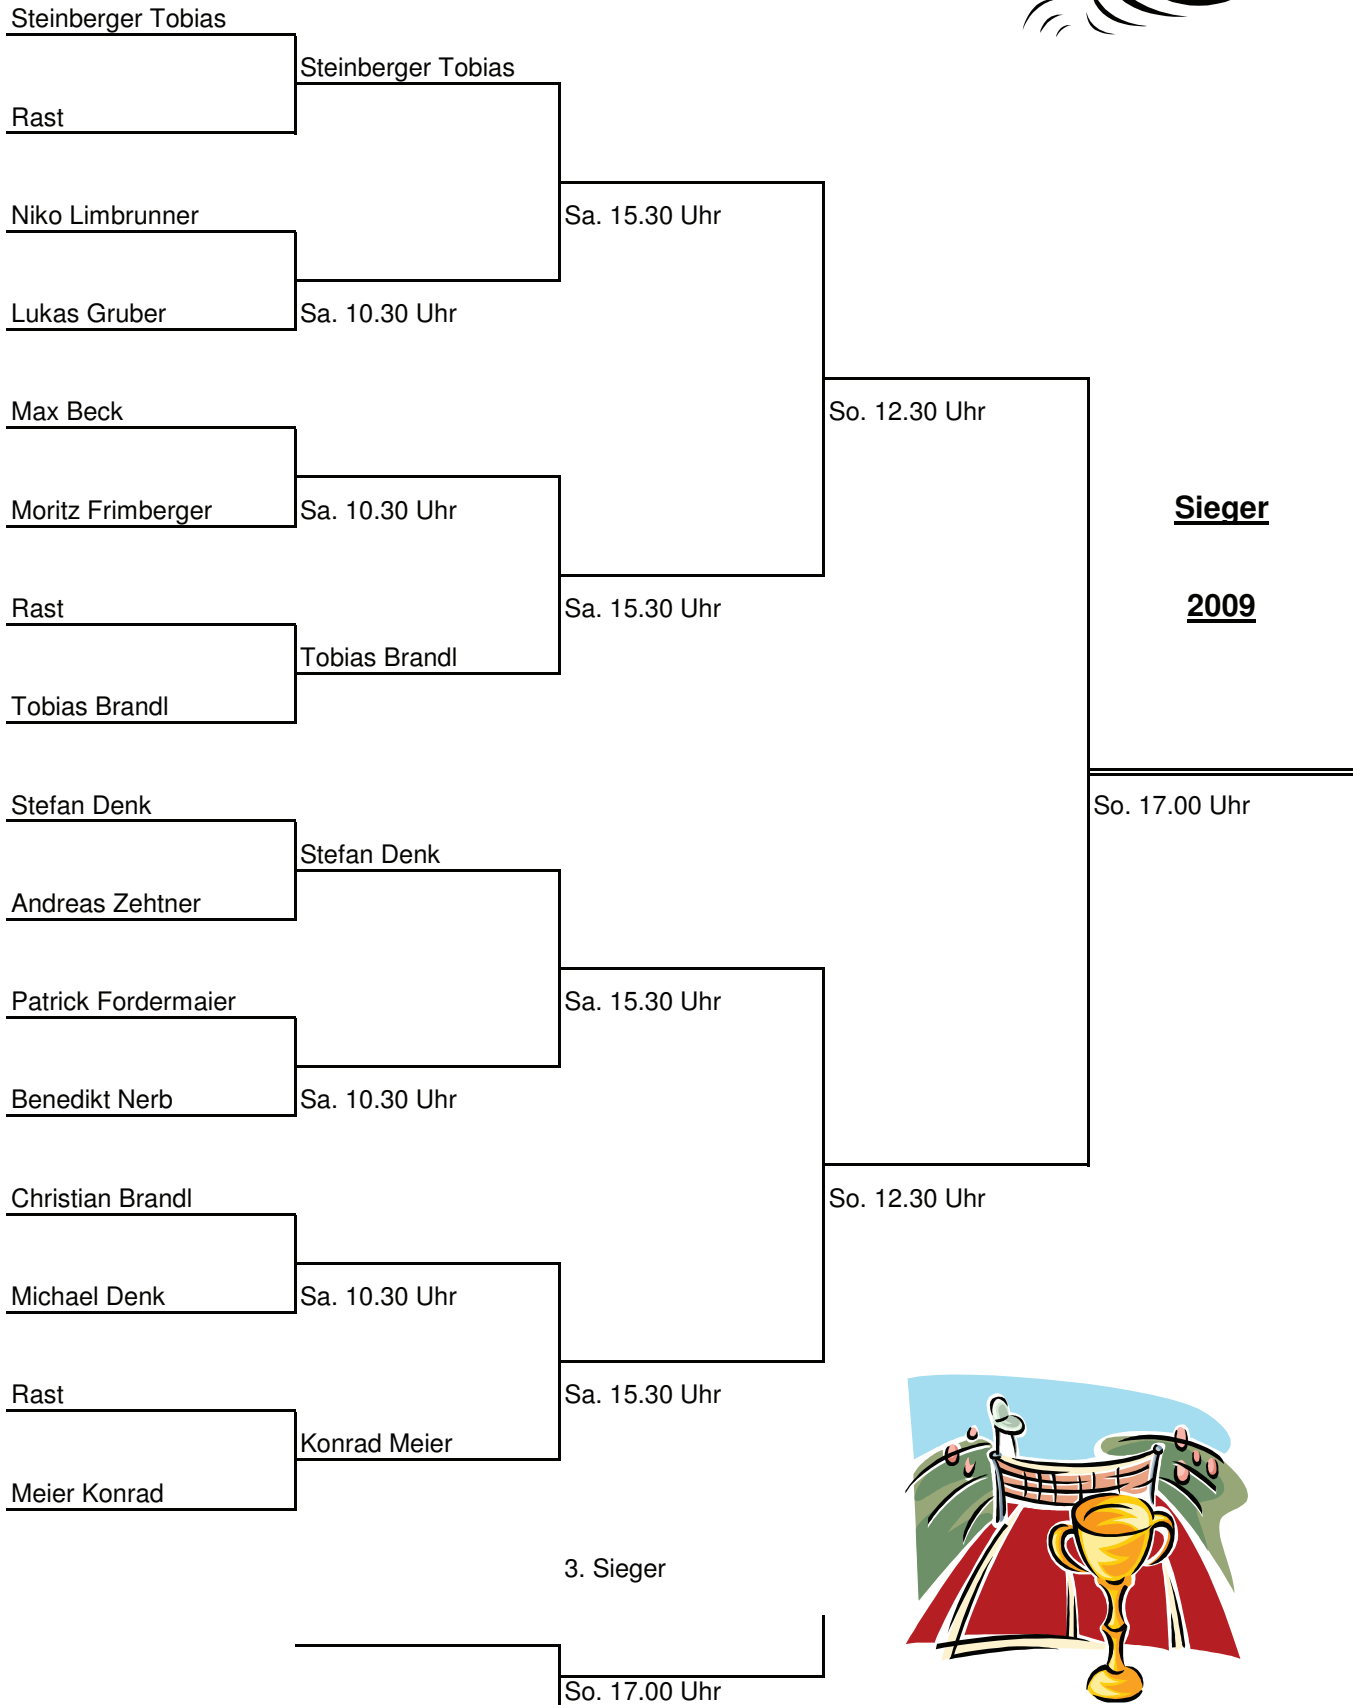 Steinberger Tobias
Steinberger Tobias
Rast
Niko Limbrunner
Sa. 15.30 Uhr
Lukas Gruber
Sa. 10.30 Uhr
Max Beck
So. 12.30 Uhr
Moritz Frimberger
Sa. 10.30 Uhr
Sieger
Rast
Sa. 15.30 Uhr
2009
Tobias Brandl
Tobias Brandl
Stefan Denk
So. 17.00 Uhr
Stefan Denk
Andreas Zehtner
Patrick Fordermaier
Sa. 15.30 Uhr
Benedikt Nerb
Sa. 10.30 Uhr
Christian Brandl
So. 12.30 Uhr
Michael Denk
Sa. 10.30 Uhr
Rast
Sa. 15.30 Uhr
Konrad Meier
Meier Konrad
3. Sieger
So. 17.00 Uhr